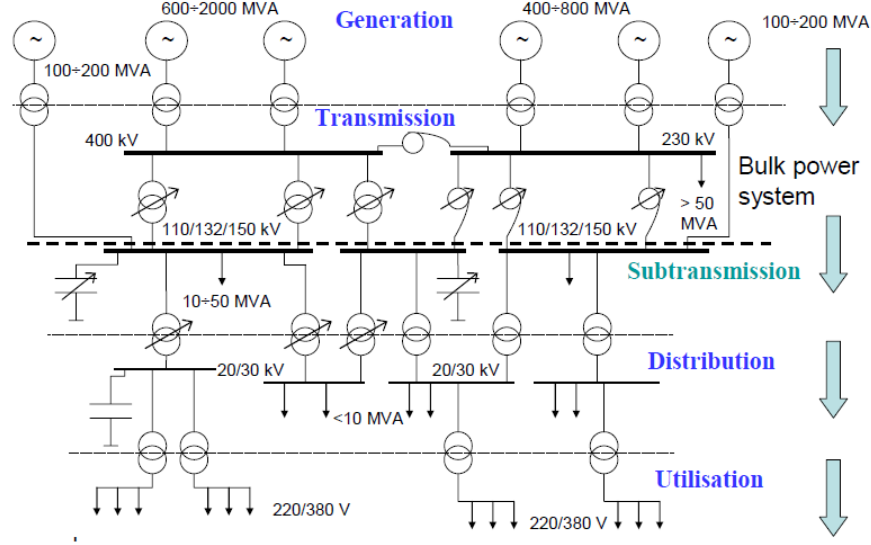 600÷2000 MVA
Generation
400÷800 MVA
100÷200 MVA
~
~
~
~
~
~
100÷200 MVA
Transmission
400 kV
230 kV
Bulk power
system
> 50
MVA
110/132/150 kV
110/132/150 kV
Subtransmission
10÷50 MVA
20/30 kV
20/30 kV
Distribution
<10 MVA
Utilisation
220/380 V
220/380 V